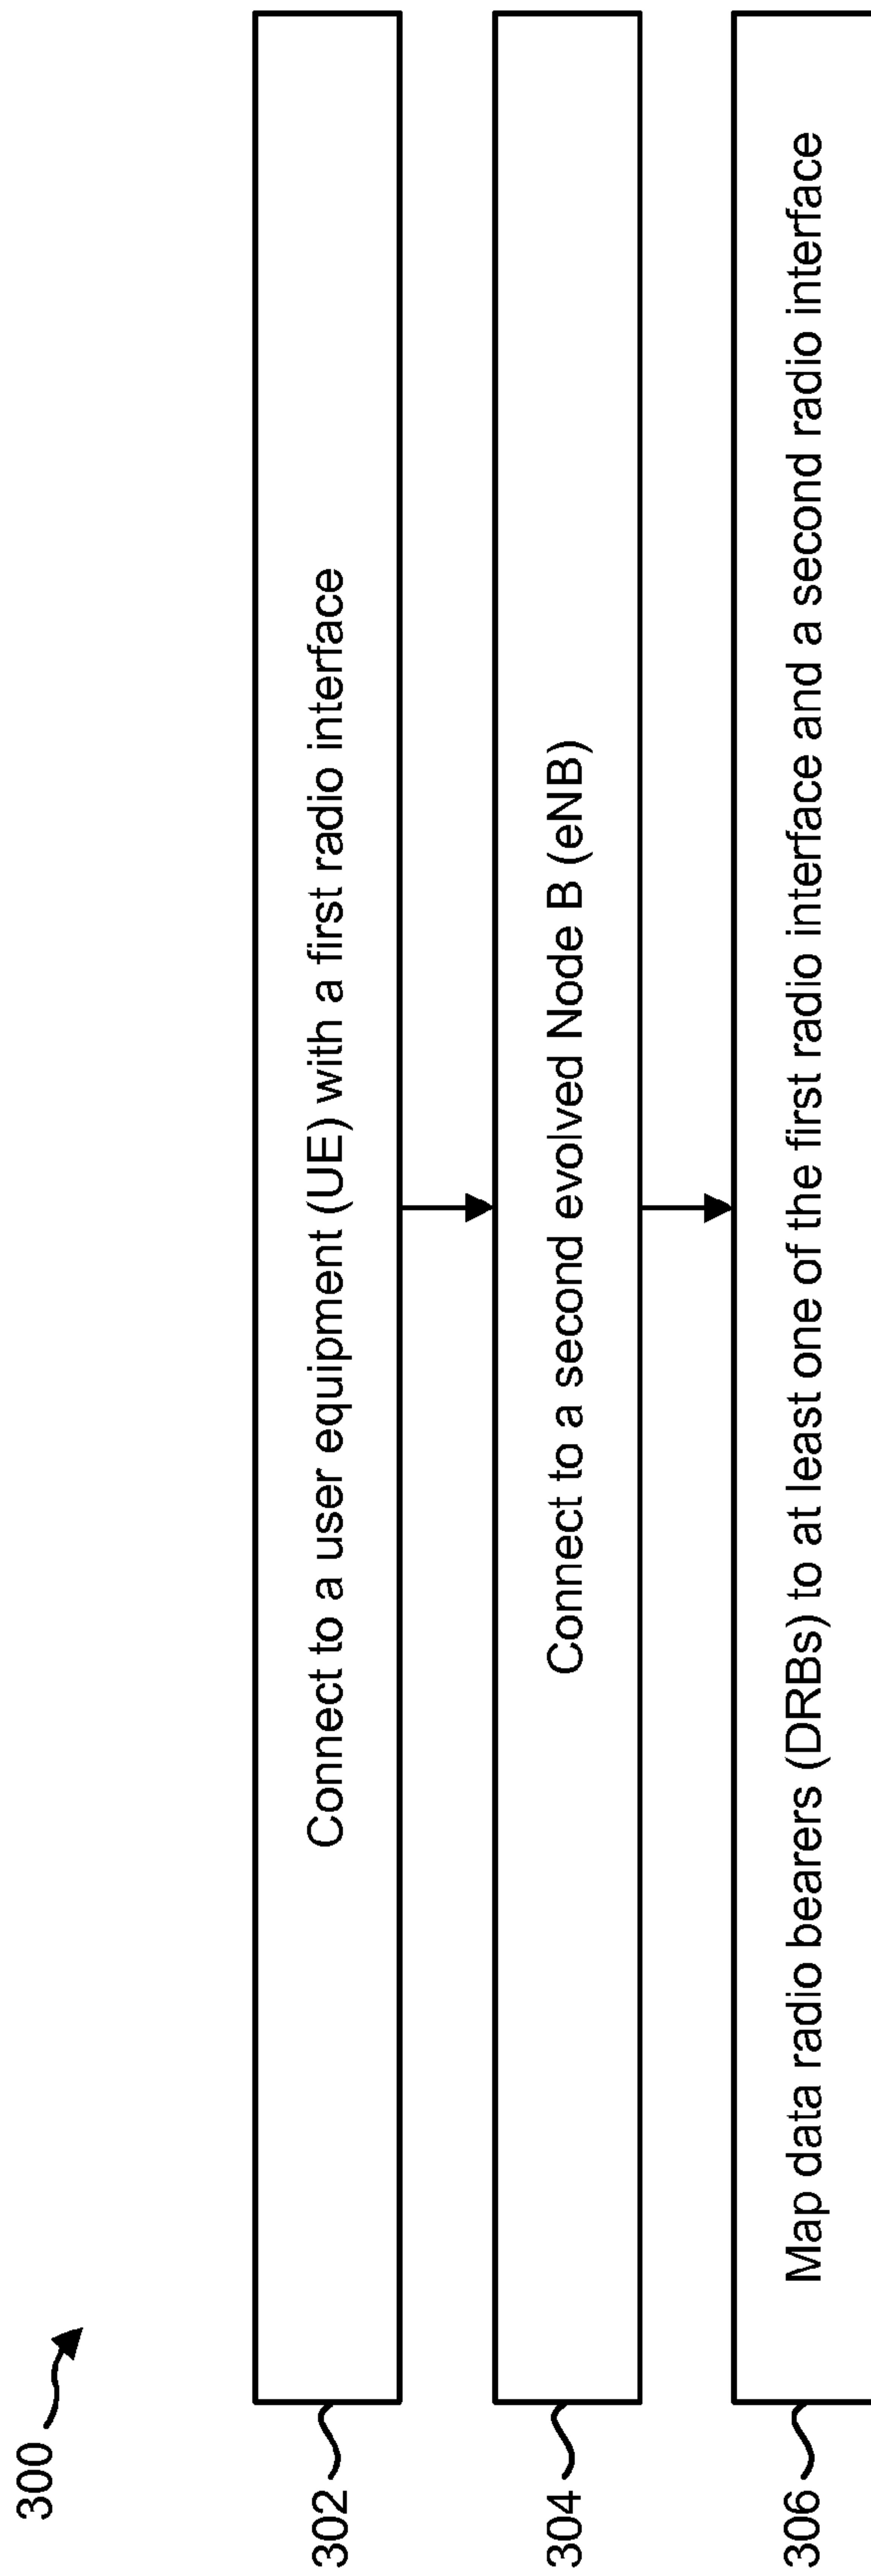 300
302
Connect to a user equipment (UE) with a first radio interface
304
Connect to a second evolved Node B (eNB)
306
Map data radio bearers (DRBs) to at least one of the first radio interface and a second radio interface